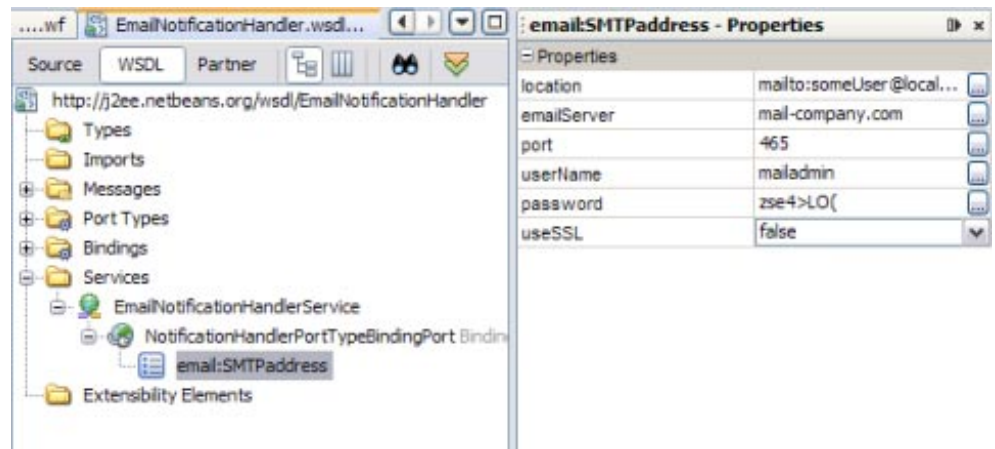 ....wf EmailNotificationHandler.wsdl...
Source WSDL Partner
http://j2ee.netbeans.org/wsdl/EmailNotificationHandler
Types
Imports
Messages
Port Types
Bindings
Services
EmailNotificationHandlerService
NotificationHandlerPortTypeBindingPort Bindin
email:SMTPaddress
Extensibility Elements
email:SMTPaddress - Properties
Properties
location mailto:someUser@local... ...
emailServer mail-company.com ...
port 465 ...
userName mailadmin ...
password zse4>LO{ ...
useSSL false